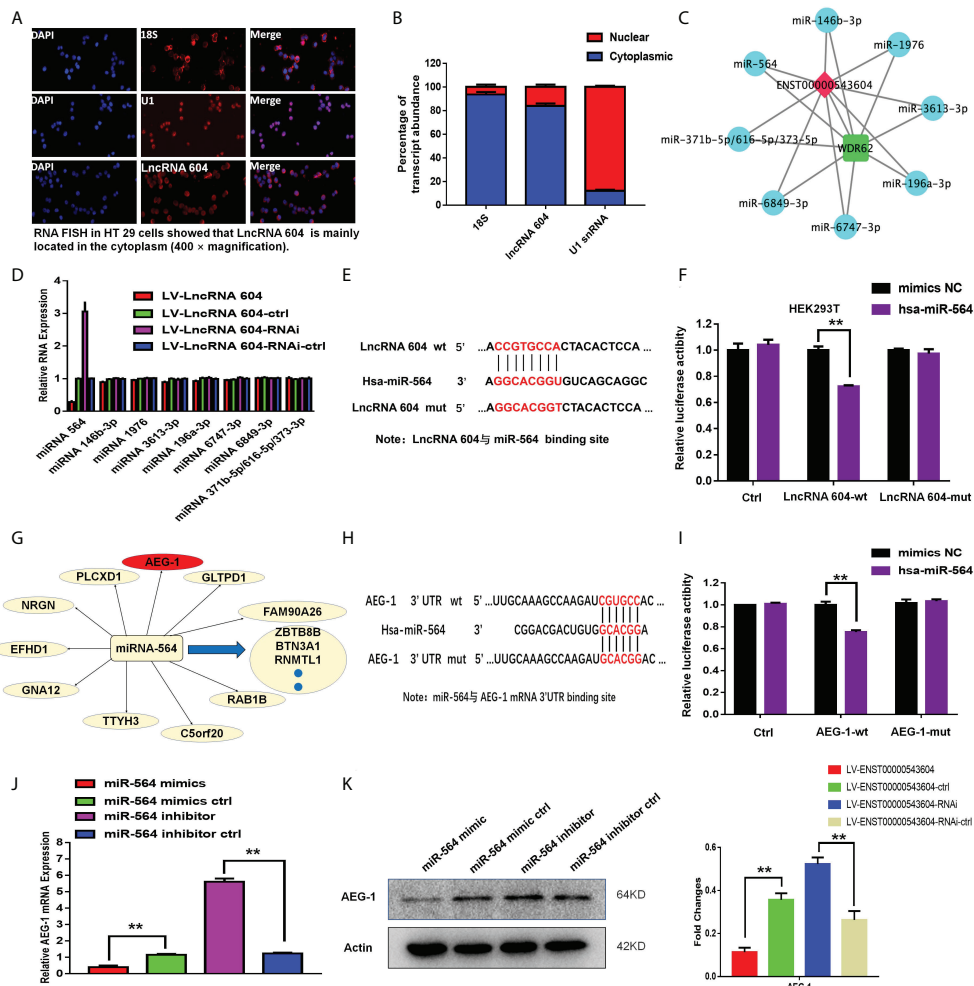 A
DAPI
18S
Merge
DAPI
U1
Merge
DAPI
LncRNA 604
Merge
RNA FISH in HT 29 cells showed that LncRNA 604 is mainly
located in the cytoplasm (400 × magnification).
B
Nuclear
Cytoplasmic
Percentage of
transcript abundance
120
100
80
60
40
20
0
18S
lncRNA 604
U1 snRNA
C
miR-146b-3p
miR-1976
miR-564
ENST00000543604
miR-3613-3p
miR-371b-5p/616-5p/373-5p
WDR62
miR-196a-3p
miR-6849-3p
miR-6747-3p
D
Relative RNA Expression
4
3
2
1
0
LV-LncRNA 604
LV-LncRNA 604-ctrl
LV-LncRNA 604-RNAi
LV-LncRNA 604-RNAi-ctrl
miRNA 564
miRNA 146b-3p
miRNA 1976
miRNA 3613-3p
miRNA 196a-3p
miRNA 6747-3p
miRNA 6849-3p
miRNA 371b-5p/616-5p/373-3p
E
LncRNA 604 wt 5' ...ACCGTGCCACTACACTCCA ...
Hsa-miR-564 3' AGGCACGGUGUCAGCAGGC
LncRNA 604 mut 5' ...AGGCACGGTCTACACTCCA ...
Note: LncRNA 604与 miR-564 binding site
F
mimics NC
hsa-miR-564
HEK293T
**
Relative luciferase actibity
1.2
1.0
0.8
0.6
0.4
0.2
0.0
Ctrl
LncRNA 604-wt
LncRNA 604-mut
G
AEG-1
PLCXD1
GLTPD1
NRGN
FAM90A26
EFHD1
miRNA-564
ZBTB8B
BTN3A1
RNMTL1
GNA12
RAB1B
TTYH3
C5orf20
H
AEG-1 3' UTR wt 5' ...UUGCAAAGCCAAGAUCGUGCCAC ...
Hsa-miR-564 3' CGGACGACUGUGGCACGGA
AEG-1 3' UTR mut 5' ...UUGCAAAGCCAAGAUGCACGGAC ...
Note: miR-564与 AEG-1 mRNA 3'UTR binding site
I
mimics NC
hsa-miR-564
**
Relative luciferase actibity
1.2
1.0
0.8
0.6
0.4
0.2
0.0
Ctrl
AEG-1-wt
AEG-1-mut
J
miR-564 mimics
miR-564 mimics ctrl
miR-564 inhibitor
miR-564 inhibitor ctrl
Relative AEG-1 mRNA Expression
8
7
6
5
4
3
2
1
0
**
**
K
miR-564 mimic
miR-564 mimic ctrl
miR-564 inhibitor
miR-564 inhibitor ctrl
AEG-1
64KD
Actin
42KD
LV-ENST00000543604
LV-ENST00000543604-ctrl
LV-ENST00000543604-RNAi
LV-ENST00000543604-RNAi-ctrl
Fold Changes
0.6
0.4
0.2
0.0
**
**
AEG-1